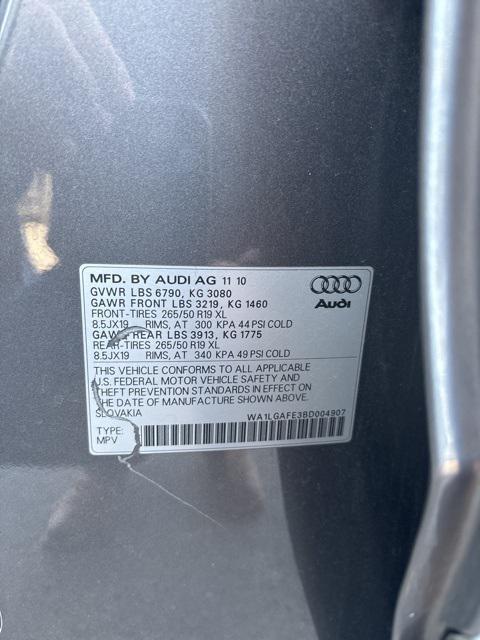 MFD. BY AUDI AG 11 10
GVWR LBS 6790, KG 3080
GAWR FRONT LBS 3219, KG 1460
FRONT-TIRES 265/50 R19 XL
8.5JX19 RIMS, AT 300 KPA 44 PSI COLD
GAWR REAR LBS 3913, KG 1775
REAR-TIRES 265/50 R19 XL
8.5JX19 RIMS, AT 340 KPA 49 PSI COLD
Audi
THIS VEHICLE CONFORMS TO ALL APPLICABLE
U.S. FEDERAL MOTOR VEHICLE SAFETY AND
THEFT PREVENTION STANDARDS IN EFFECT ON
THE DATE OF MANUFACTURE SHOWN ABOVE.
SLOVAKIA WA1LGAFE3BD004907
TYPE:
MPV